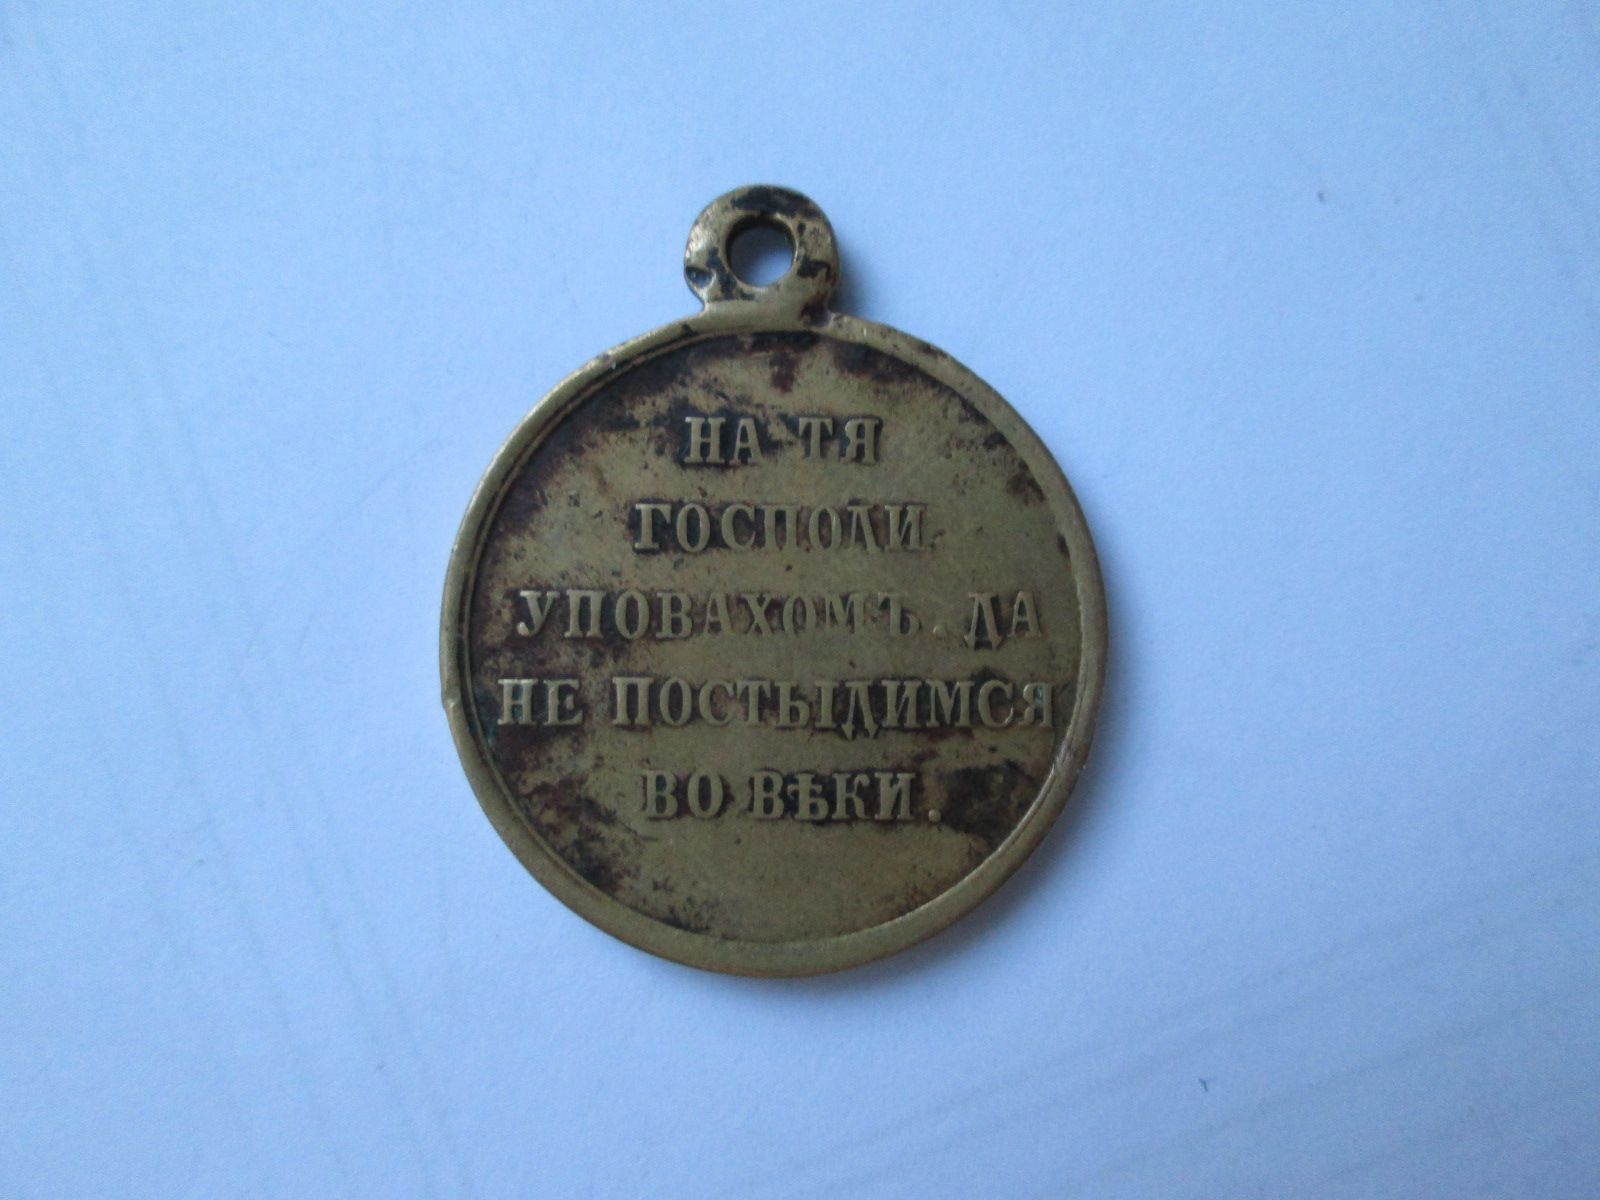 НА ТЯ
ГОСПОДИ
УПОВАХОМЪ. ДА
НЕ ПОСТЫДИМСЯ
ВО ВѢКИ.